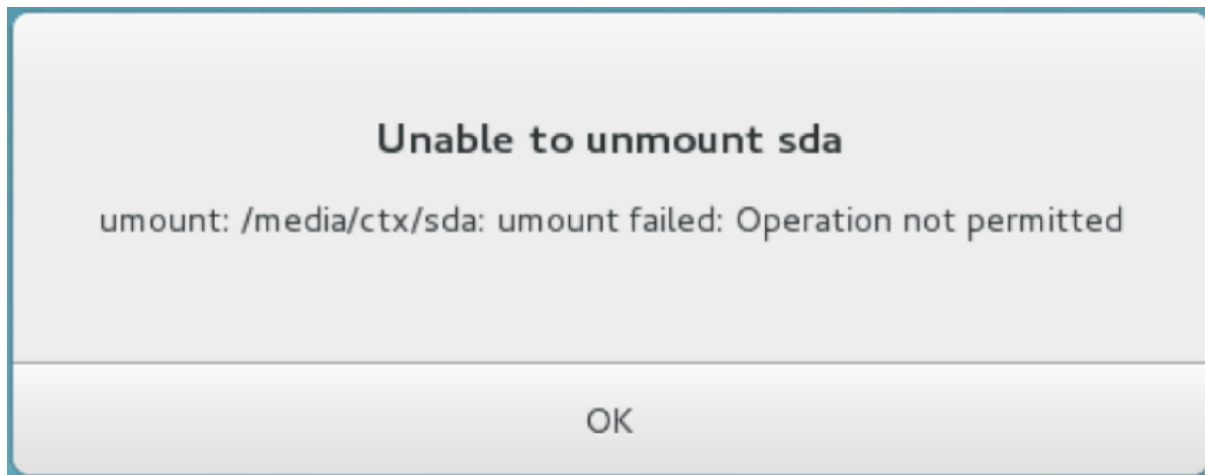 Unable to unmount sda
umount: /media/ctx/sda: umount failed: Operation not permitted
OK